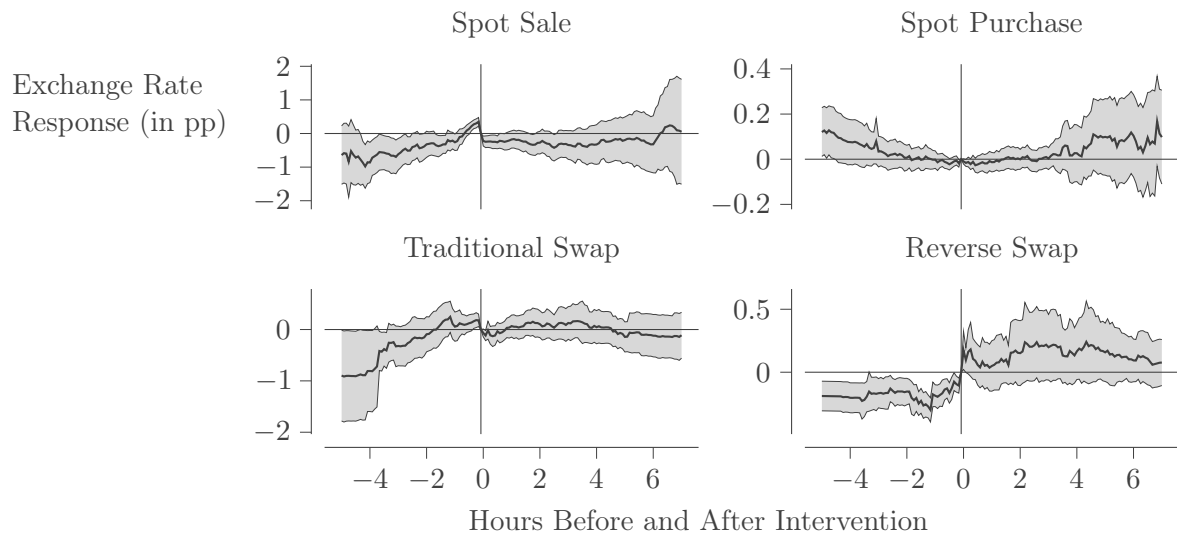 Spot Sale
Spot Purchase
Exchange Rate
Response (in pp)
2
1
0
−1
−2
0.4
0.2
0
−0.2
Traditional Swap
Reverse Swap
0
−1
−2
0.5
0
−4 −2 0 2 4 6
−4 −2 0 2 4 6
Hours Before and After Intervention